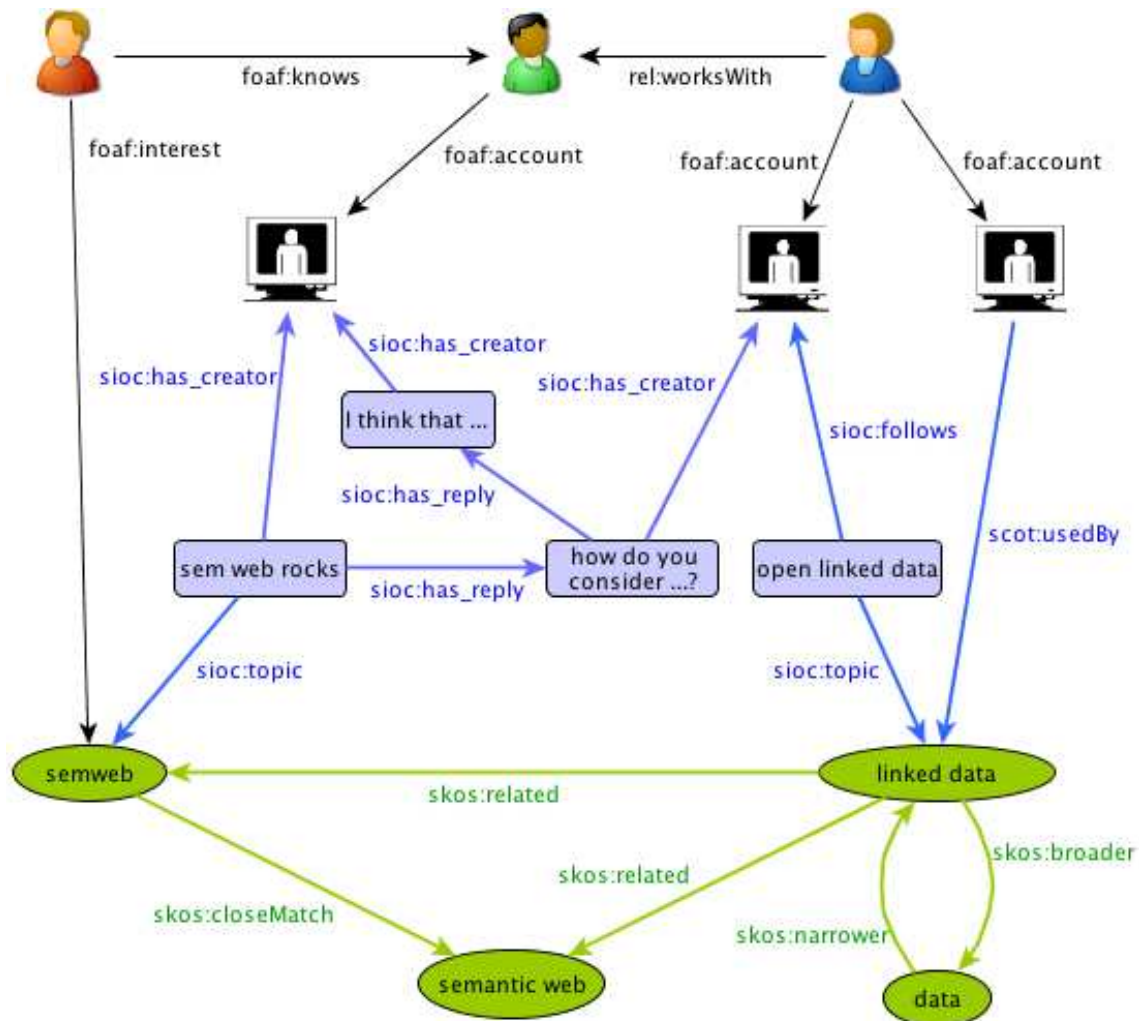 foaf:knows
rel:worksWith
foaf:interest
foaf:account
foaf:account
foaf:account
sioc:has_creator
sioc:has_creator
sioc:has_creator
I think that ...
sioc:follows
sioc:has_reply
scot:usedBy
sem web rocks
sioc:has_reply
how do you
consider ...?
open linked data
sioc:topic
sioc:topic
semweb
linked data
skos:related
skos:broader
skos:related
skos:closeMatch
skos:narrower
semantic web
data